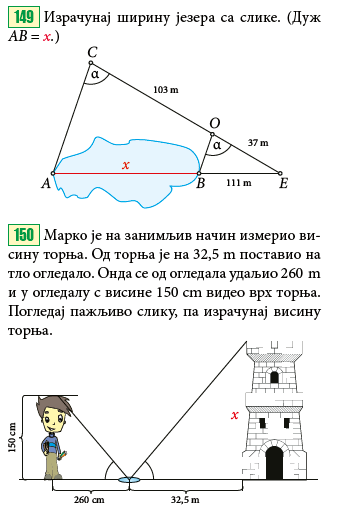 149 Израчунај ширину језера са слике. (Дуж
AB = x.)
C
α
103 m
O
α
37 m
x
A
B
111 m
E
150 Марко је на занимљив начин измерио ви-
сину торња. Од торња је на 32,5 m поставио на
тло огледало. Онда се од огледала удаљио 260 m
и у огледалу с висине 150 cm видео врх торња.
Погледај пажљиво слику, па израчунај висину
торња.
150 cm
x
260 cm
32,5 m